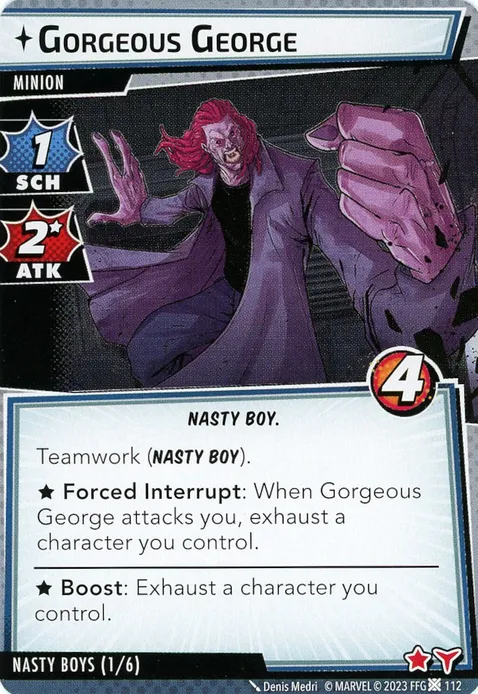 GORGEOUS GEORGE
MINION
1
SCH
2★
ATK
4
NASTY BOY.
Teamwork (NASTY BOY).
★ Forced Interrupt: When Gorgeous
George attacks you, exhaust a
character you control.
★ Boost: Exhaust a character you
control.
NASTY BOYS (1/6)
Denis Medri © MARVEL © 2023 FFG 112